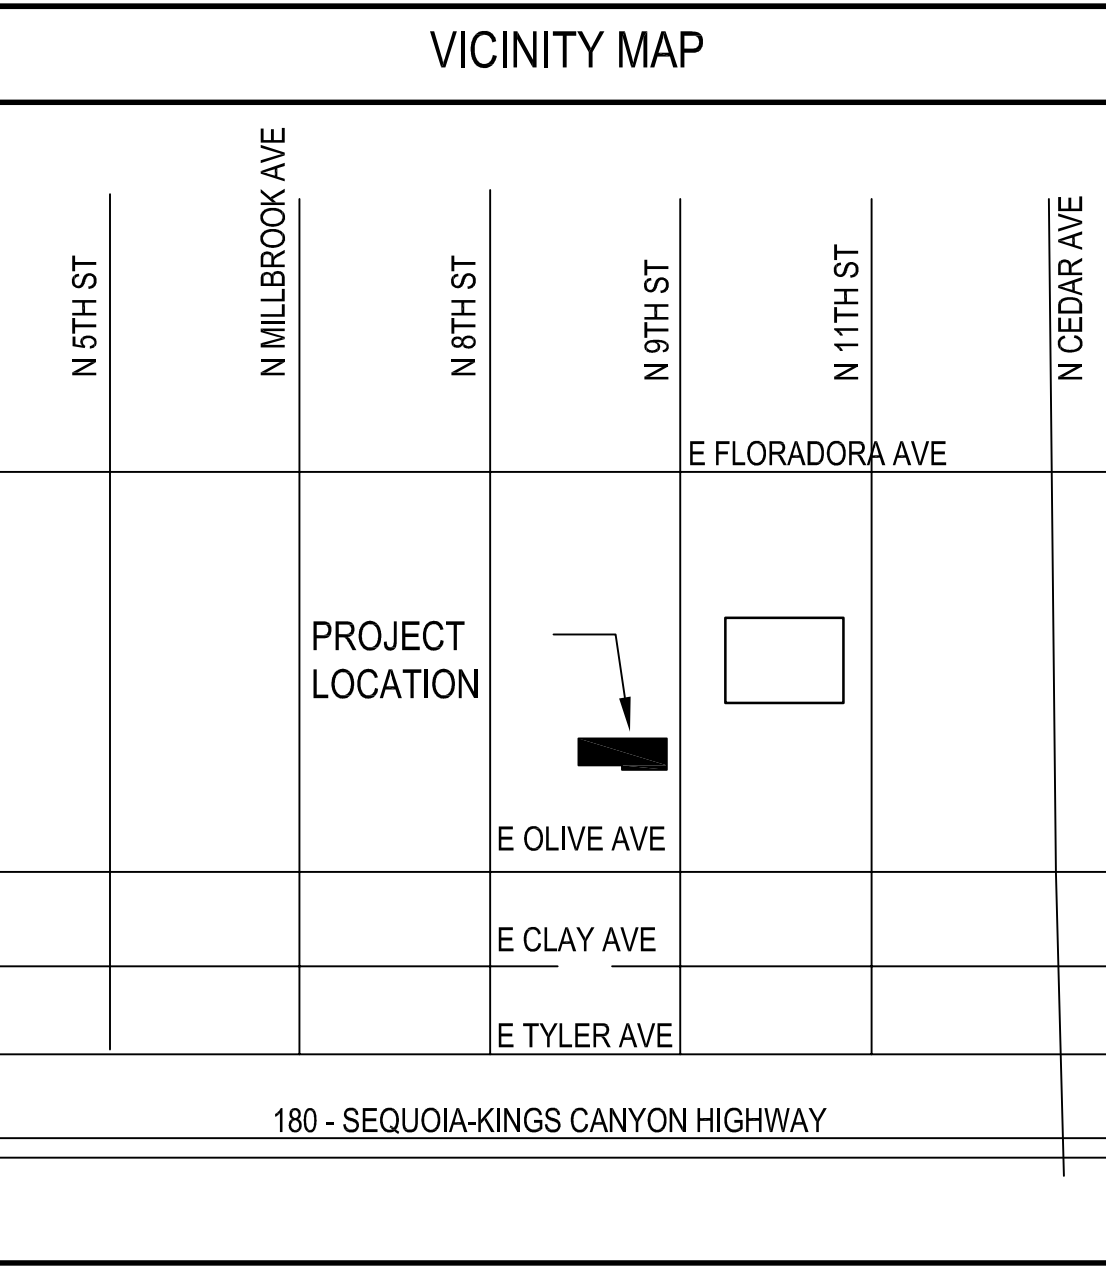 VICINITY MAP
N 5TH ST
N MILLBROOK AVE
N 8TH ST
N 9TH ST
N 11TH ST
N CEDAR AVE
E FLORADORA AVE
PROJECT
LOCATION
E OLIVE AVE
E CLAY AVE
E TYLER AVE
180 - SEQUOIA-KINGS CANYON HIGHWAY